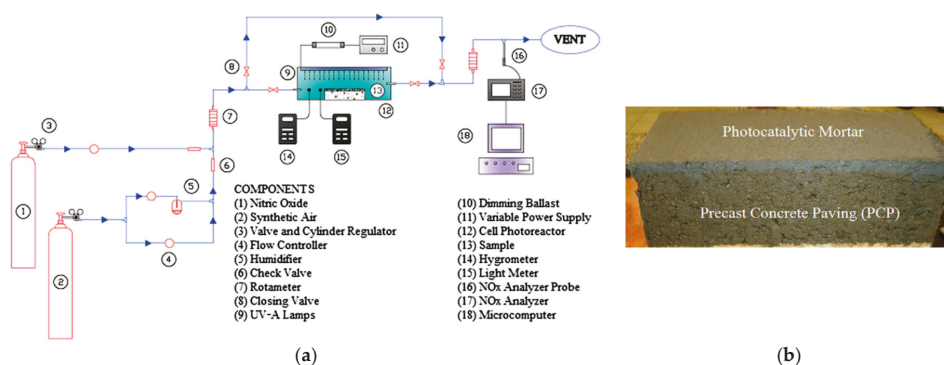 10
11
VENT
8
9
16
13
17
12
7
18
3
14
15
6
5
1
4
2
COMPONENTS
(1) Nitric Oxide
(2) Synthetic Air
(3) Valve and Cylinder Regulator
(4) Flow Controller
(5) Humidifier
(6) Check Valve
(7) Rotameter
(8) Closing Valve
(9) UV-A Lamps
(10) Dimming Ballast
(11) Variable Power Supply
(12) Cell Photoreactor
(13) Sample
(14) Hygrometer
(15) Light Meter
(16) NOx Analyzer Probe
(17) NOx Analyzer
(18) Microcomputer
(a)
Photocatalytic Mortar
Precast Concrete Paving (PCP)
(b)